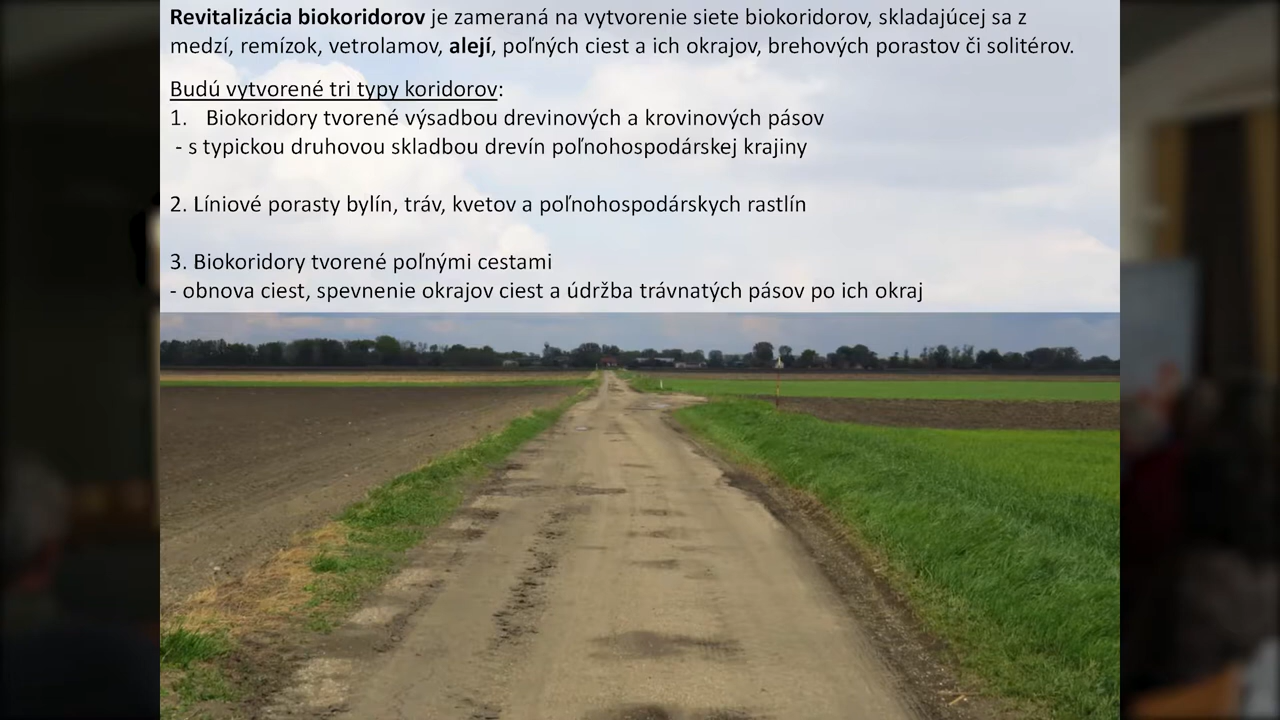 Revitalizácia biokoridorov je zameraná na vytvorenie siete biokoridorov, skladajúcej sa z
medzí, remízok, vetrolamov, alejí, poľných ciest a ich okrajov, brehových porastov či solitérov.
Budú vytvorené tri typy koridorov:
1. Biokoridory tvorené výsadbou drevinových a krovinových pásov
- s typickou druhovou skladbou drevín poľnohospodárskej krajiny
2. Líniové porasty bylín, tráv, kvetov a poľnohospodárskych rastlín
3. Biokoridory tvorené poľnými cestami
- obnova ciest, spevnenie okrajov ciest a údržba trávnatých pásov po ich okraj